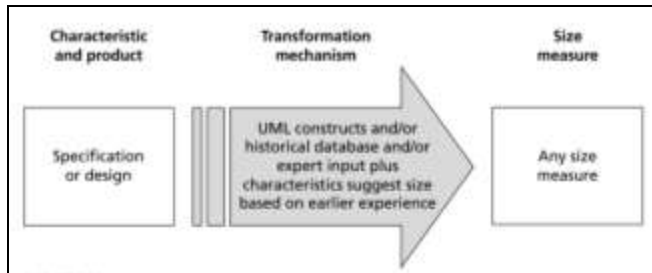 Characteristic
and product
Transformation
mechanism
Size
measure
Specification
or design
UML constructs and/or
historical database and/or
expert input plus
characteristics suggest size
based on earlier experience
Any size
measure